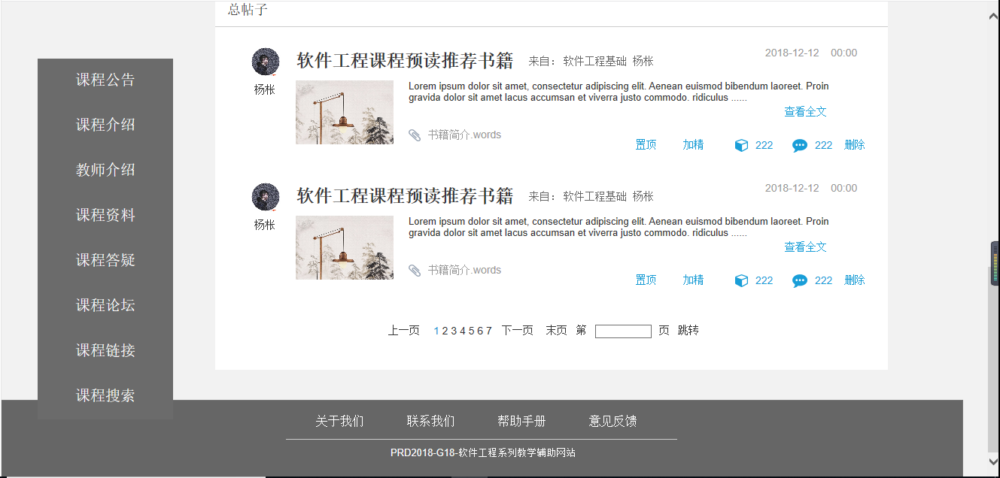 总帖子
课程公告
课程介绍
教师介绍
课程资料
课程答疑
课程论坛
课程链接
课程搜索
软件工程课程预读推荐书籍 来自： 软件工程基础 杨枨 2018-12-12 00:00
杨枨
Lorem ipsum dolor sit amet, consectetur adipiscing elit. Aenean euismod bibendum laoreet. Proin
gravida dolor sit amet lacus accumsan et viverra justo commodo. ridiculus ......
查看全文
书籍简介.words
置顶 加精 222 222 删除
软件工程课程预读推荐书籍 来自： 软件工程基础 杨枨 2018-12-12 00:00
杨枨
Lorem ipsum dolor sit amet, consectetur adipiscing elit. Aenean euismod bibendum laoreet. Proin
gravida dolor sit amet lacus accumsan et viverra justo commodo. ridiculus ......
查看全文
书籍简介.words
置顶 加精 222 222 删除
上一页 1 2 3 4 5 6 7 下一页 末页 第 页 跳转
关于我们 联系我们 帮助手册 意见反馈
PRD2018-G18-软件工程系列教学辅助网站